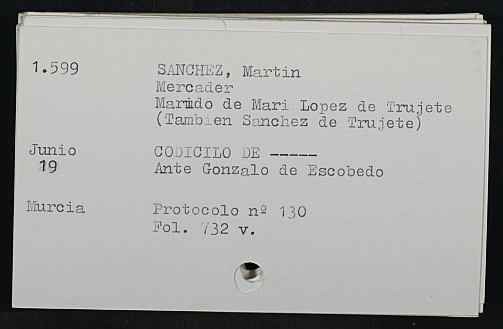 1.599 SANCHEZ, Martin
Mercader
Marido de Mari Lopez de Trujete
(Tambien Sanchez de Trujete)
Junio CODICILO DE -----
19 Ante Gonzalo de Escobedo
Murcia Protocolo nº 130
Fol. 732 v.